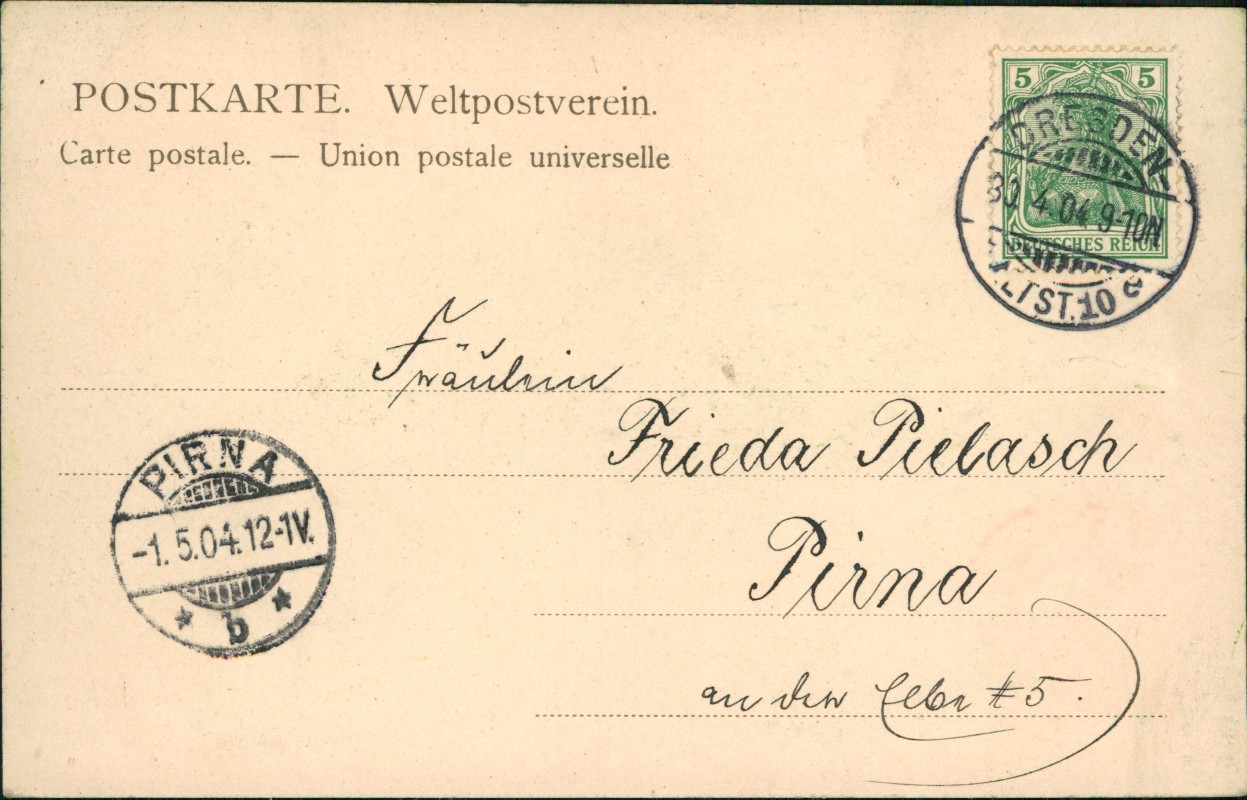 POSTKARTE. Weltpostverein.
Carte postale. — Union postale universelle
5 5
DEUTSCHES REICH
DRESDEN-
30.4.04 9-10N
ALTST.10 e
Fräulein
Frieda Pielasch
PIRNA
-1.5.04.12-1V.
* b *
Pirna
an der Elbe # 5.